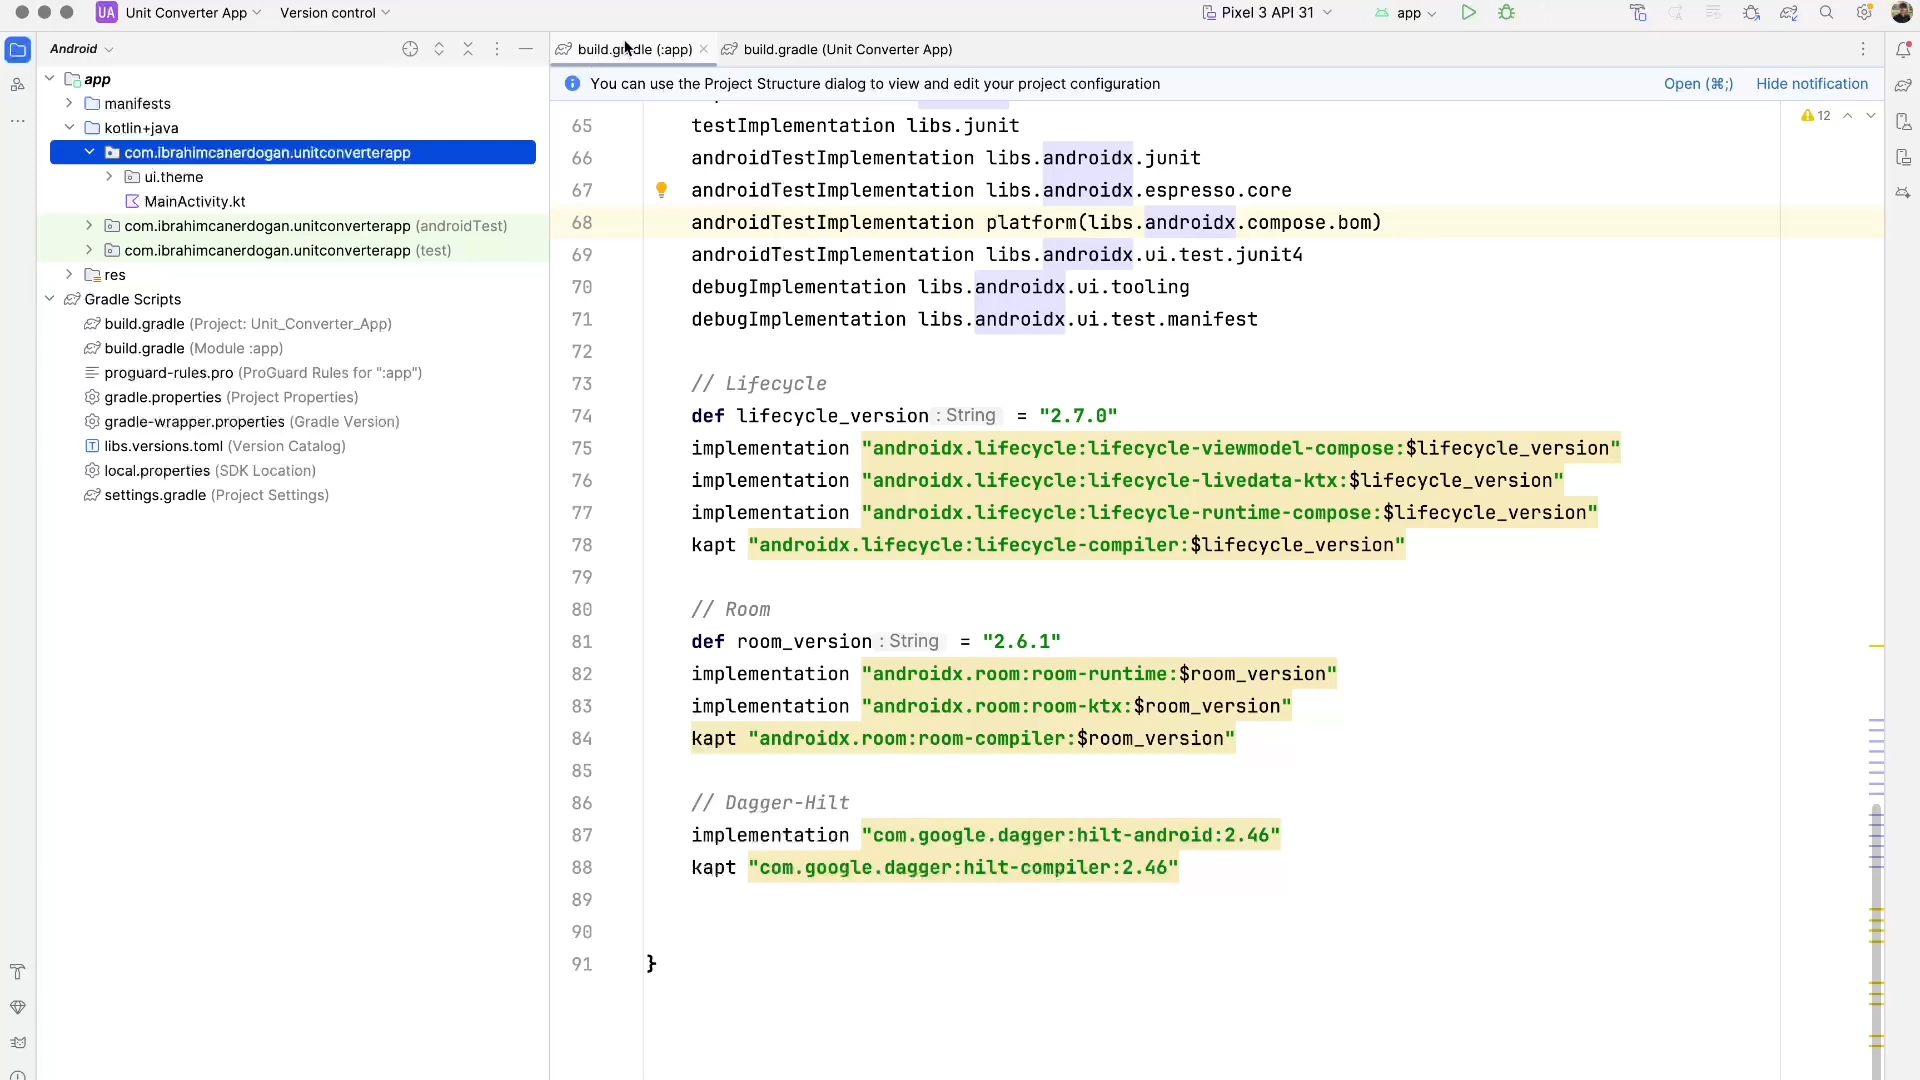 UA Unit Converter App Version control Pixel 3 API 31 app
Android build.gradle (:app) build.gradle (Unit Converter App)
You can use the Project Structure dialog to view and edit your project configuration Open (⌘;) Hide notification
app
manifests
kotlin+java
com.ibrahimcanerdogan.unitconverterapp
ui.theme
MainActivity.kt
com.ibrahimcanerdogan.unitconverterapp (androidTest)
com.ibrahimcanerdogan.unitconverterapp (test)
res
Gradle Scripts
build.gradle (Project: Unit_Converter_App)
build.gradle (Module :app)
proguard-rules.pro (ProGuard Rules for ":app")
gradle.properties (Project Properties)
gradle-wrapper.properties (Gradle Version)
libs.versions.toml (Version Catalog)
local.properties (SDK Location)
settings.gradle (Project Settings)
12
65 testImplementation libs.junit
66 androidTestImplementation libs.androidx.junit
67 androidTestImplementation libs.androidx.espresso.core
68 androidTestImplementation platform(libs.androidx.compose.bom)
69 androidTestImplementation libs.androidx.ui.test.junit4
70 debugImplementation libs.androidx.ui.tooling
71 debugImplementation libs.androidx.ui.test.manifest
72
73 // Lifecycle
74 def lifecycle_version : String = "2.7.0"
75 implementation "androidx.lifecycle:lifecycle-viewmodel-compose:$lifecycle_version"
76 implementation "androidx.lifecycle:lifecycle-livedata-ktx:$lifecycle_version"
77 implementation "androidx.lifecycle:lifecycle-runtime-compose:$lifecycle_version"
78 kapt "androidx.lifecycle:lifecycle-compiler:$lifecycle_version"
79
80 // Room
81 def room_version : String = "2.6.1"
82 implementation "androidx.room:room-runtime:$room_version"
83 implementation "androidx.room:room-ktx:$room_version"
84 kapt "androidx.room:room-compiler:$room_version"
85
86 // Dagger-Hilt
87 implementation "com.google.dagger:hilt-android:2.46"
88 kapt "com.google.dagger:hilt-compiler:2.46"
89
90
91 }